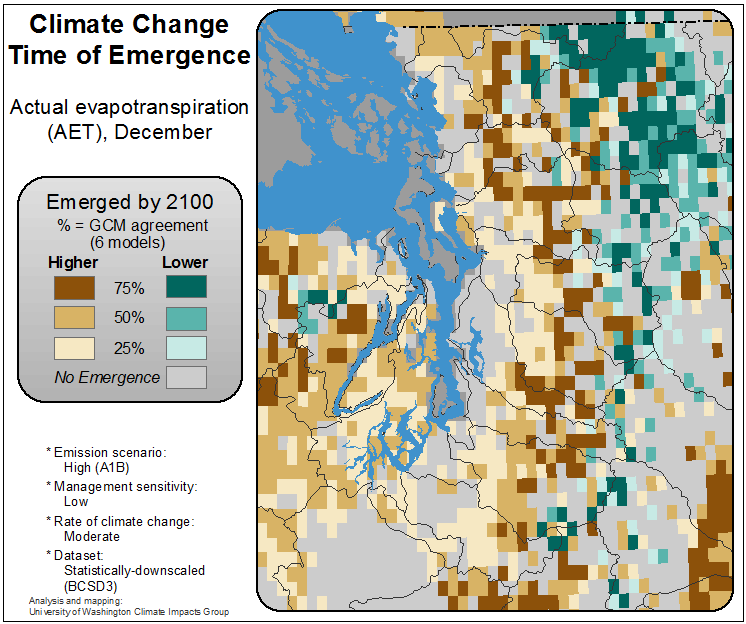 Climate Change
Time of Emergence
Actual evapotranspiration
(AET), December
Emerged by 2100
% = GCM agreement
(6 models)
Higher Lower
75%
50%
25%
No Emergence
* Emission scenario:
High (A1B)
* Management sensitivity:
Low
* Rate of climate change:
Moderate
* Dataset:
Statistically-downscaled
(BCSD3)
Analysis and mapping:
University of Washington Climate Impacts Group